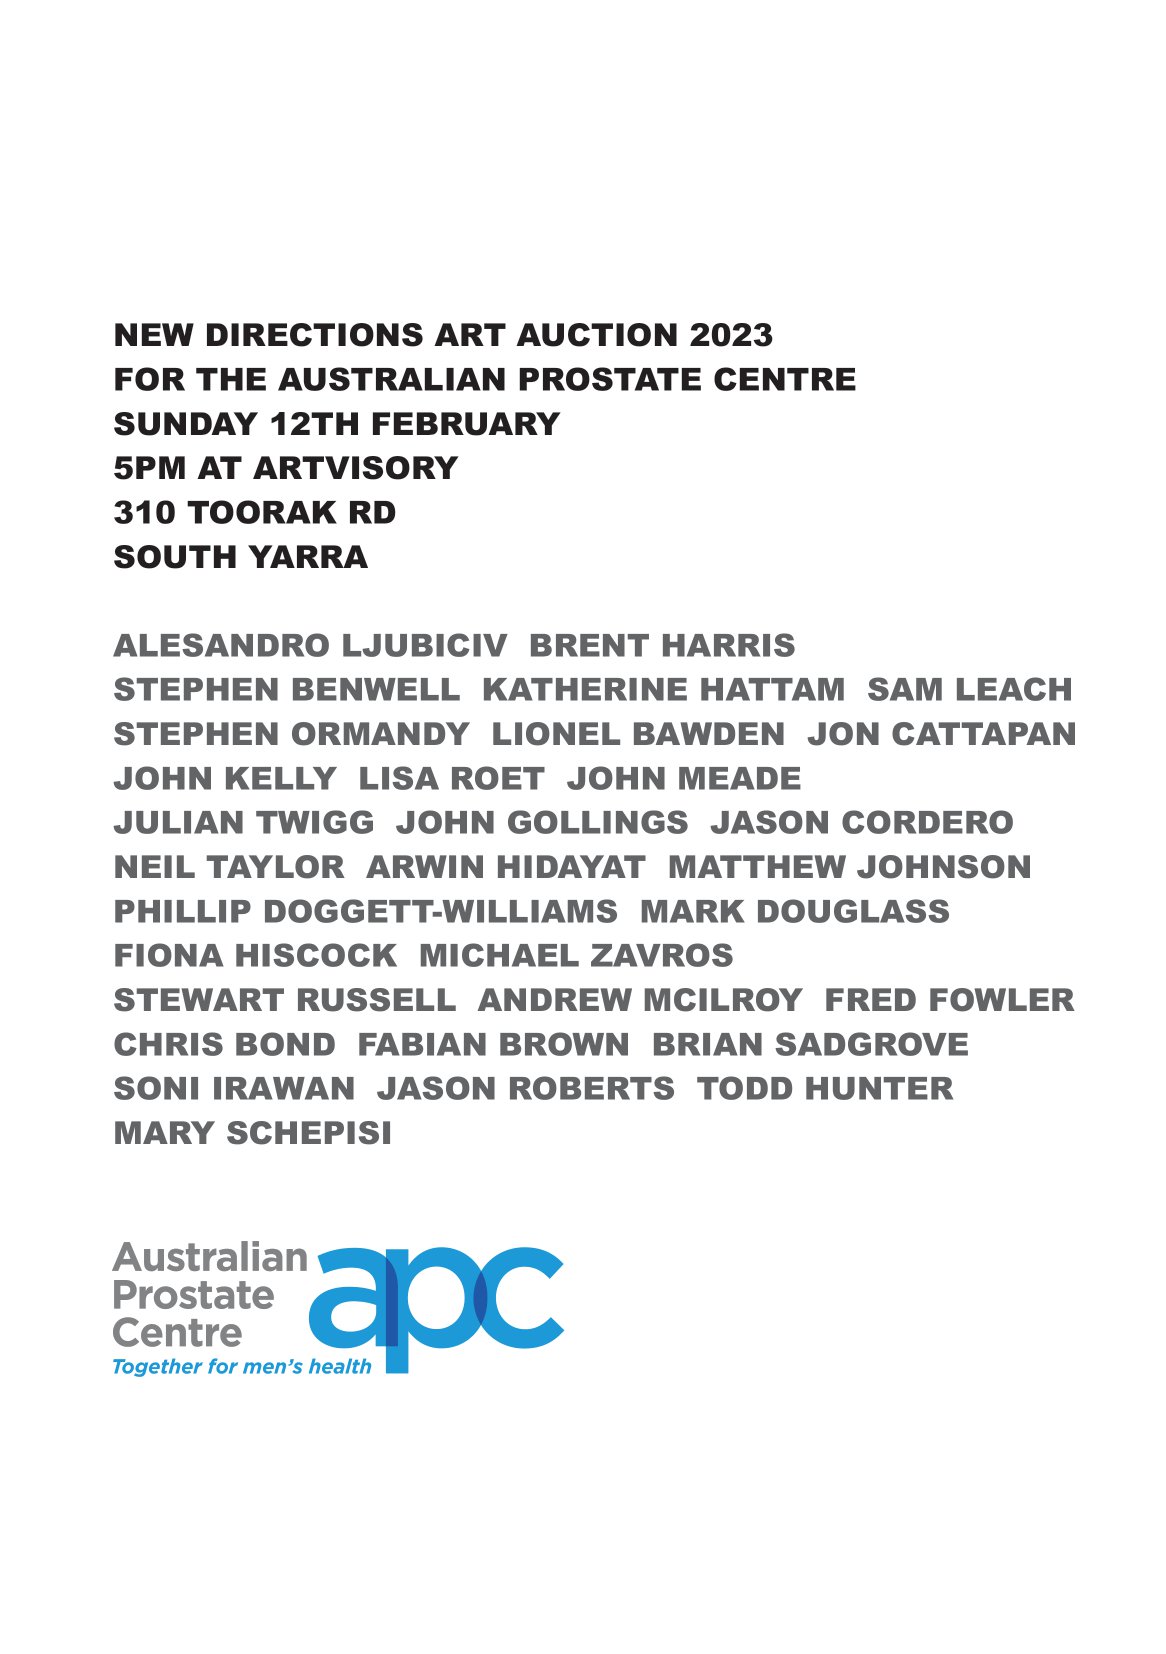 NEW DIRECTIONS ART AUCTION 2023
FOR THE AUSTRALIAN PROSTATE CENTRE
SUNDAY 12TH FEBRUARY
5PM AT ARTVISORY
310 TOORAK RD
SOUTH YARRA
ALESANDRO LJUBICIV BRENT HARRIS
STEPHEN BENWELL KATHERINE HATTAM SAM LEACH
STEPHEN ORMANDY LIONEL BAWDEN JON CATTAPAN
JOHN KELLY LISA ROET JOHN MEADE
JULIAN TWIGG JOHN GOLLINGS JASON CORDERO
NEIL TAYLOR ARWIN HIDAYAT MATTHEW JOHNSON
PHILLIP DOGGETT-WILLIAMS MARK DOUGLASS
FIONA HISCOCK MICHAEL ZAVROS
STEWART RUSSELL ANDREW MCILROY FRED FOWLER
CHRIS BOND FABIAN BROWN BRIAN SADGROVE
SONI IRAWAN JASON ROBERTS TODD HUNTER
MARY SCHEPISI
Australian
Prostate
Centre
Together for men's health
apc